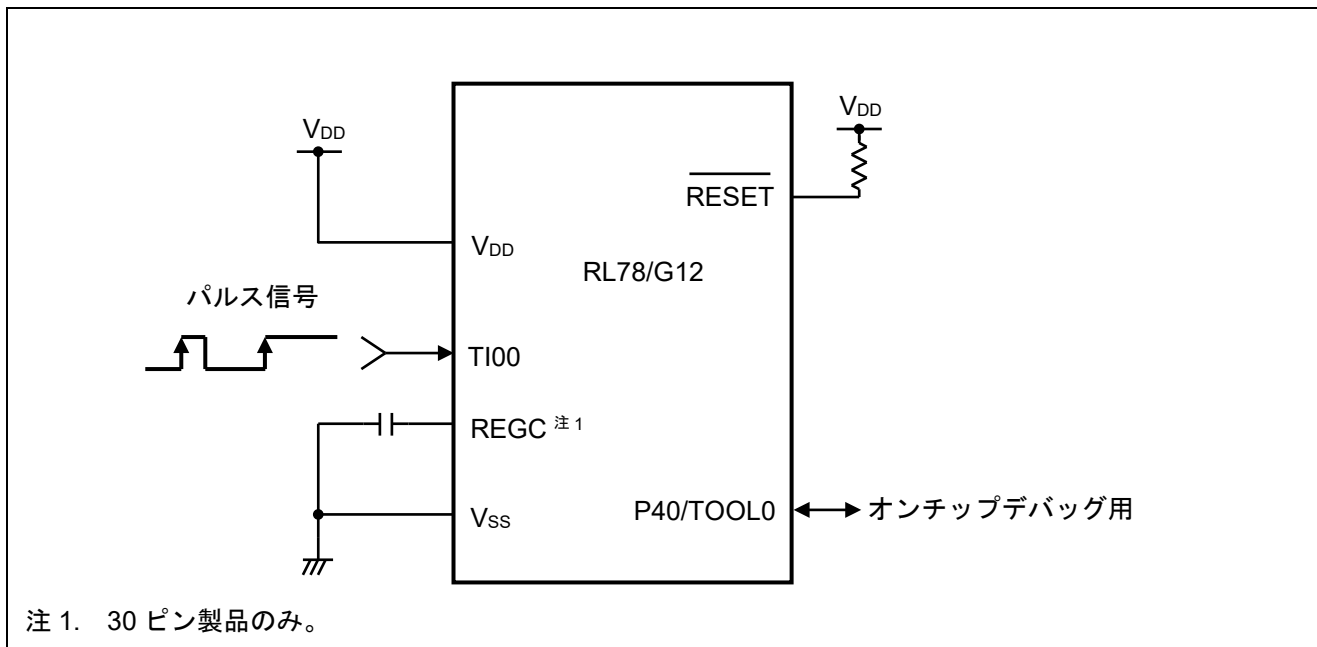 VDD
VDD
RESET
VDD
RL78/G12
パルス信号
TI00
REGC 注 1
P40/TOOL0
オンチップデバッグ用
VSS
注 1. 30 ピン製品のみ。